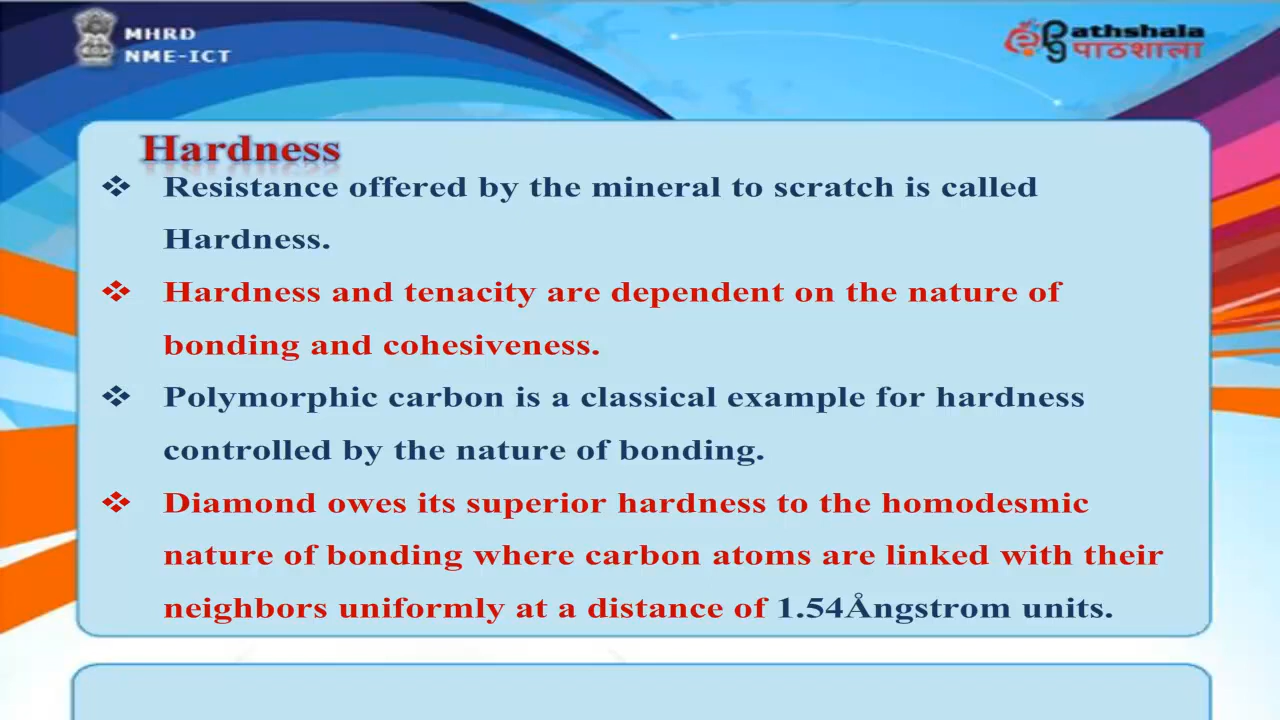 MHRD
NME-ICT
athshala
पाठशाला
Hardness
❖ Resistance offered by the mineral to scratch is called
Hardness.
❖ Hardness and tenacity are dependent on the nature of
bonding and cohesiveness.
❖ Polymorphic carbon is a classical example for hardness
controlled by the nature of bonding.
❖ Diamond owes its superior hardness to the homodesmic
nature of bonding where carbon atoms are linked with their
neighbors uniformly at a distance of 1.54Ångstrom units.